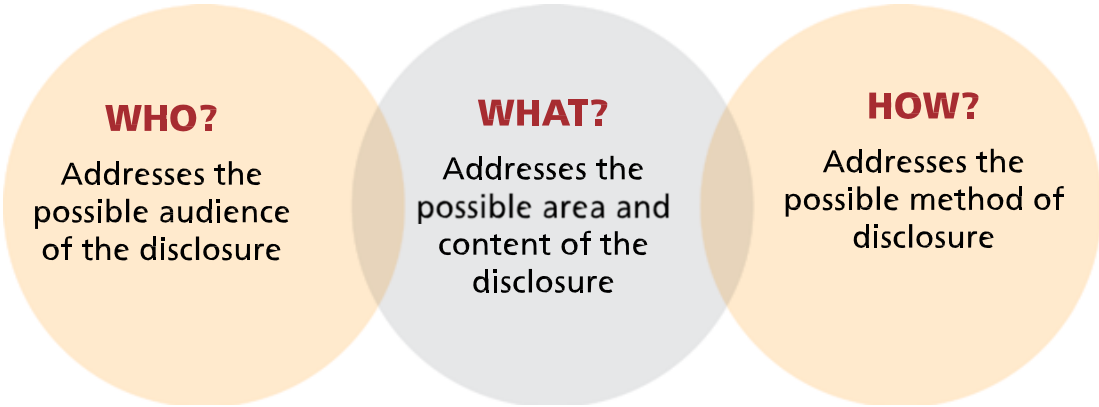 WHO?
Addresses the
possible audience
of the disclosure
WHAT?
Addresses the
possible area and
content of the
disclosure
HOW?
Addresses the
possible method of
disclosure